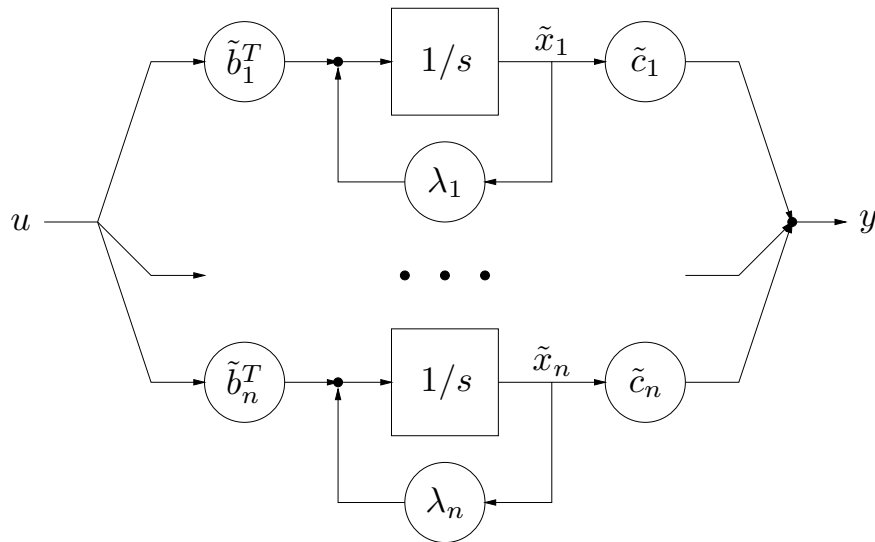 b̃₁ᵀ 1/s x̃₁ c̃₁
λ₁
u y
b̃ₙᵀ 1/s x̃ₙ c̃ₙ
λₙ